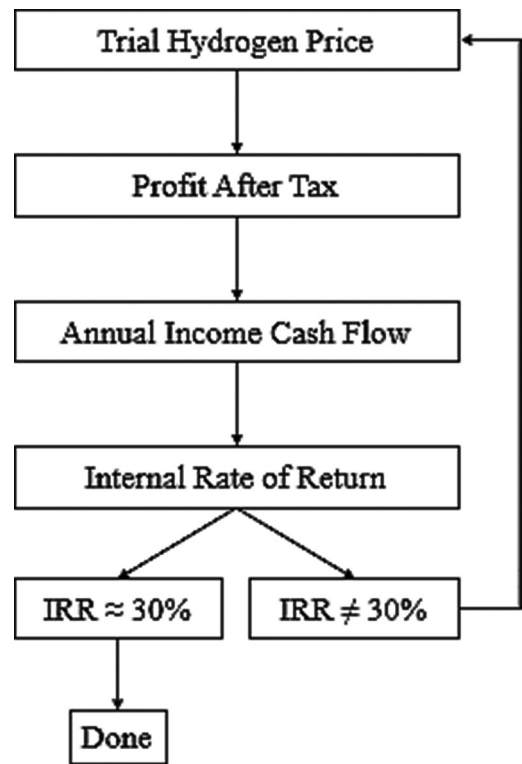 Trial Hydrogen Price
Profit After Tax
Annual Income Cash Flow
Internal Rate of Return
IRR ≈ 30%
IRR ≠ 30%
Done